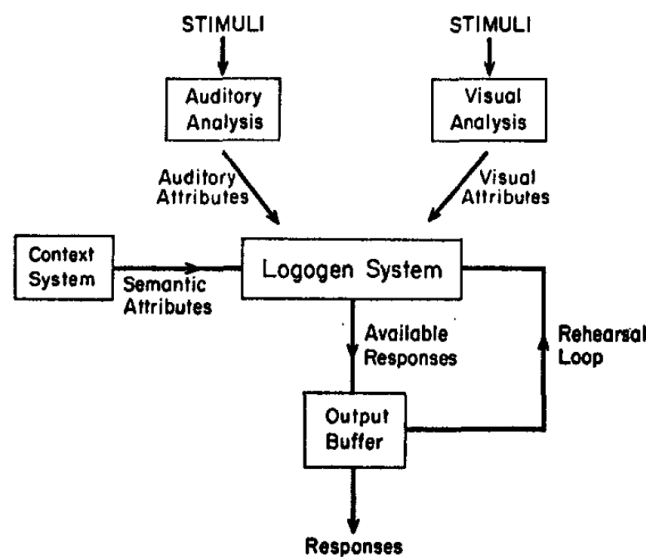 STIMULI
STIMULI
Auditory
Analysis
Visual
Analysis
Auditory
Attributes
Visual
Attributes
Context
System
Logogen System
Semantic
Attributes
Available
Responses
Rehearsal
Loop
Output
Buffer
Responses